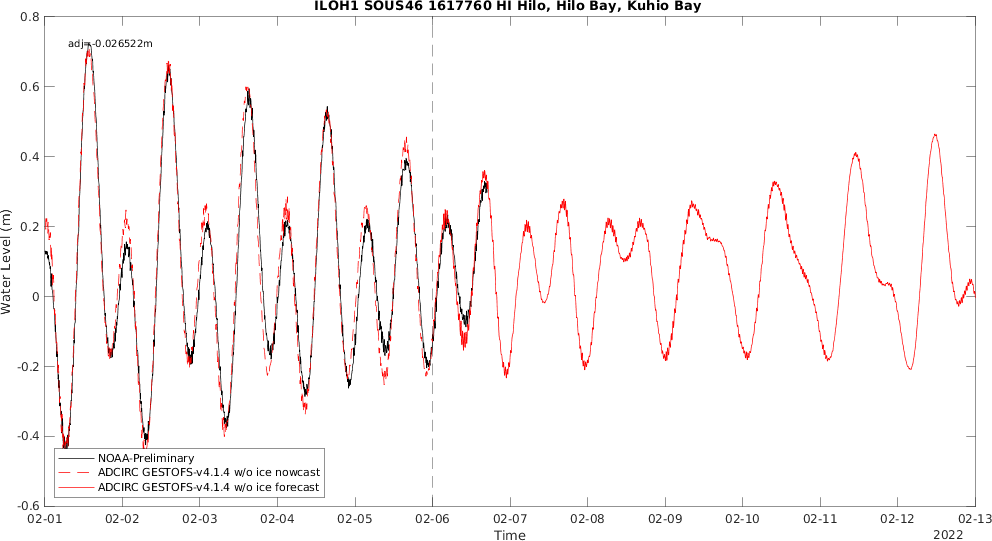 ILOH1 SOUS46 1617760 HI Hilo, Hilo Bay, Kuhio Bay
adj=-0.026522m
0.8
0.6
0.4
0.2
0
-0.2
-0.4
-0.6
Water Level (m)
NOAA-Preliminary
ADCIRC GESTOFS-v4.1.4 w/o ice nowcast
ADCIRC GESTOFS-v4.1.4 w/o ice forecast
02-01 02-02 02-03 02-04 02-05 02-06 02-07 02-08 02-09 02-10 02-11 02-12 02-13
Time
2022